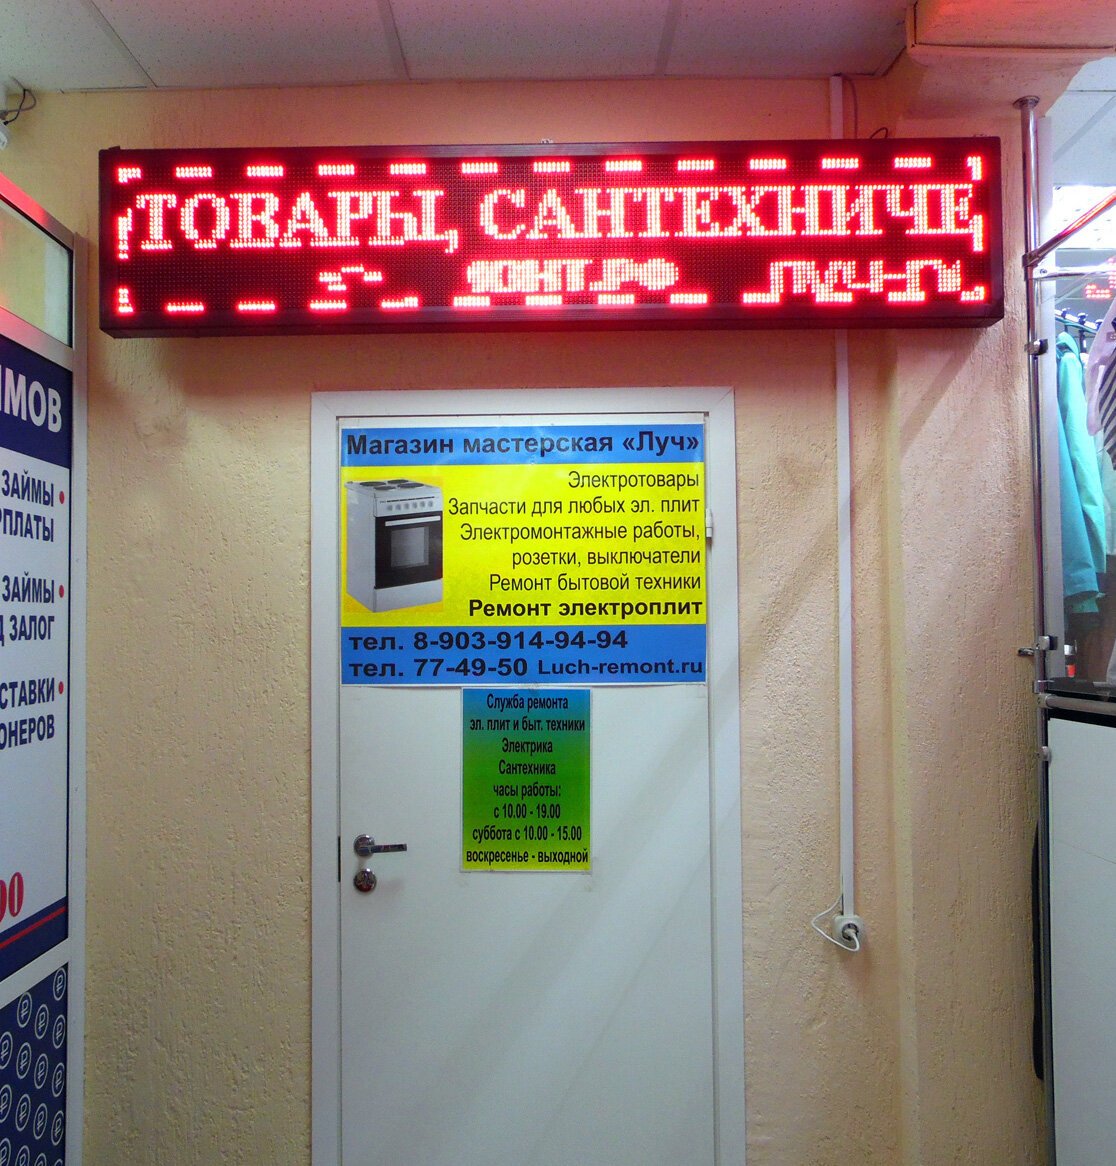 ТОВАРЫ, САНТЕХНИЧЕ
ЛУЧ-
Магазин мастерская «Луч»
Электротовары
Запчасти для любых эл. плит
Электромонтажные работы,
розетки, выключатели
Ремонт бытовой техники
Ремонт электроплит
тел. 8-903-914-94-94
тел. 77-49-50 Luch-remont.ru
Служба ремонта
эл. плит и быт. техники
Электрика
Сантехника
часы работы:
с 10.00 - 19.00
суббота с 10.00 - 15.00
воскресенье - выходной
ЗАЙМЫ
ЗАЙМЫ
ЗАЛОГ